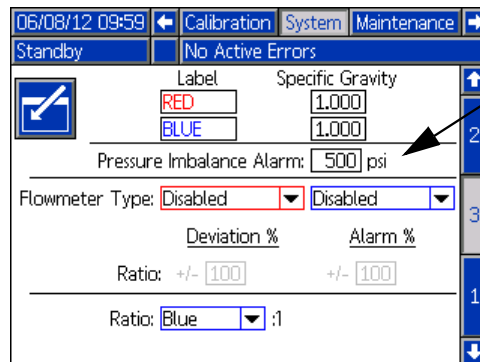 06/08/12 09:59 Calibration System Maintenance
Standby No Active Errors
Label Specific Gravity
RED 1.000
BLUE 1.000
2
Pressure Imbalance Alarm: 500 psi
Flowmeter Type: Disabled Disabled
3
Deviation % Alarm %
Ratio: +/- 100 +/- 100
1
Ratio: Blue :1